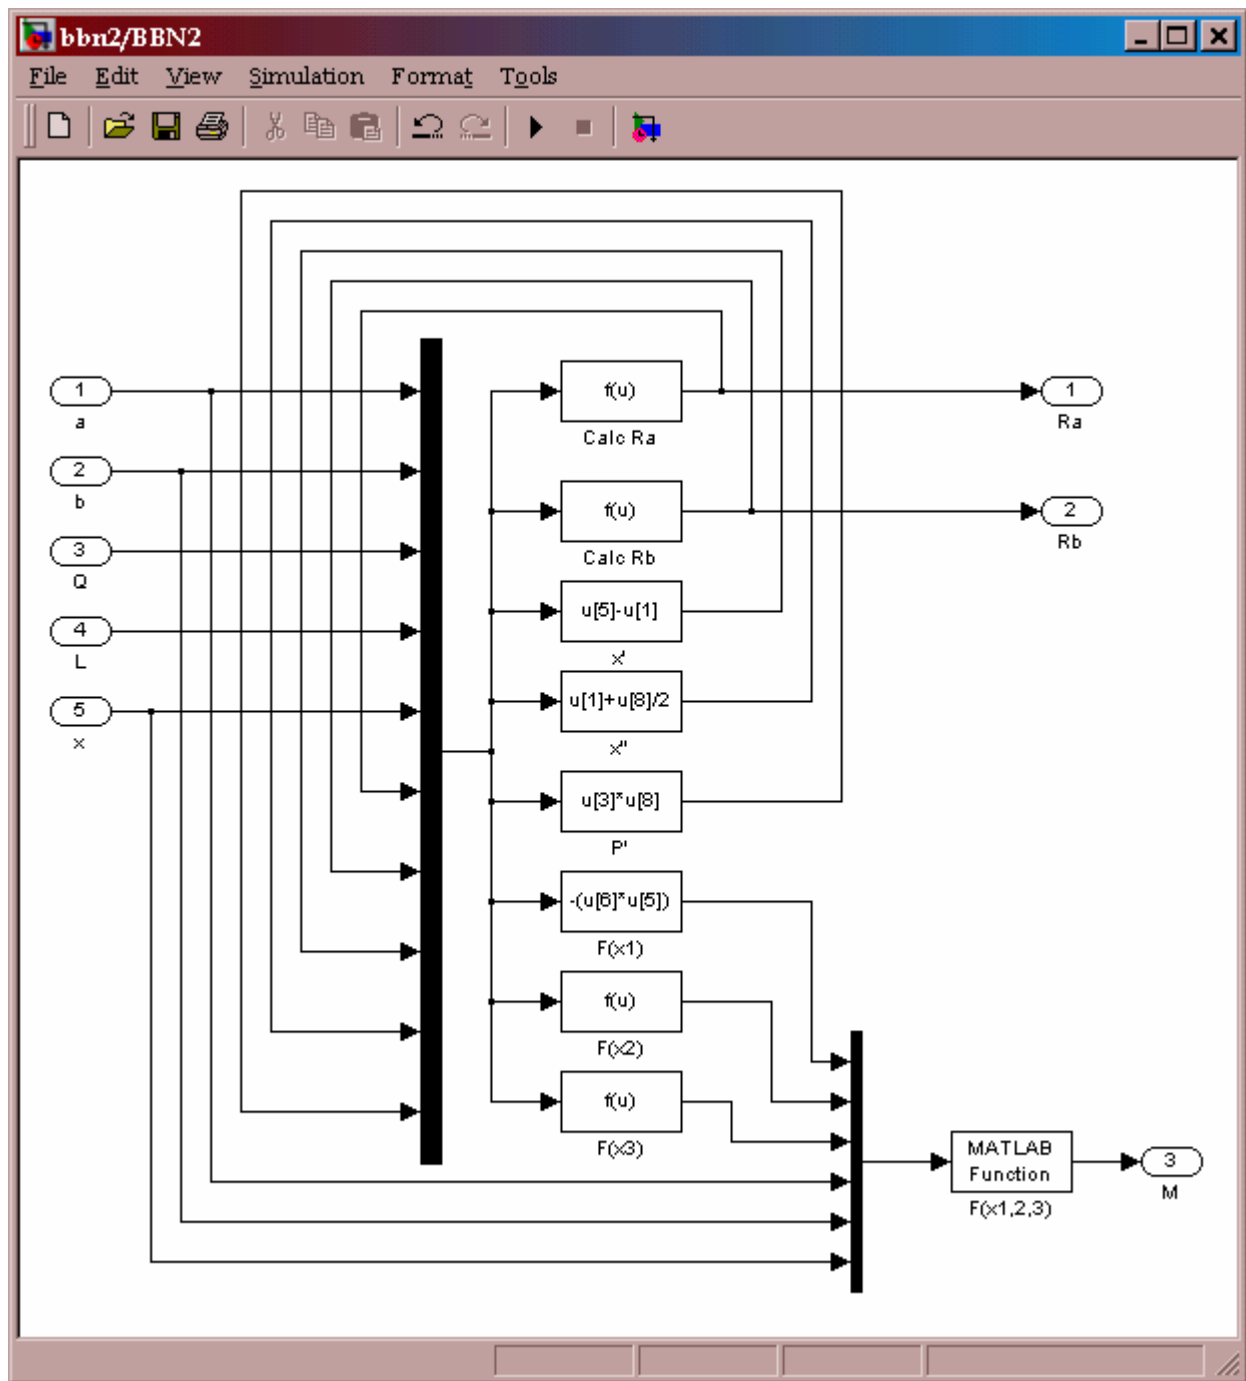 bbn2/BBN2
File Edit View Simulation Format Tools
1
a
2
b
3
Q
4
L
5
x
f(u)
Calc Ra
f(u)
Calc Rb
u[5]-u[1]
x'
u[1]+u[8]/2
x"
u[3]*u[8]
P'
-(u[6]*u[5])
F(x1)
f(u)
F(x2)
f(u)
F(x3)
1
Ra
2
Rb
MATLAB
Function
F(x1,2,3)
3
M